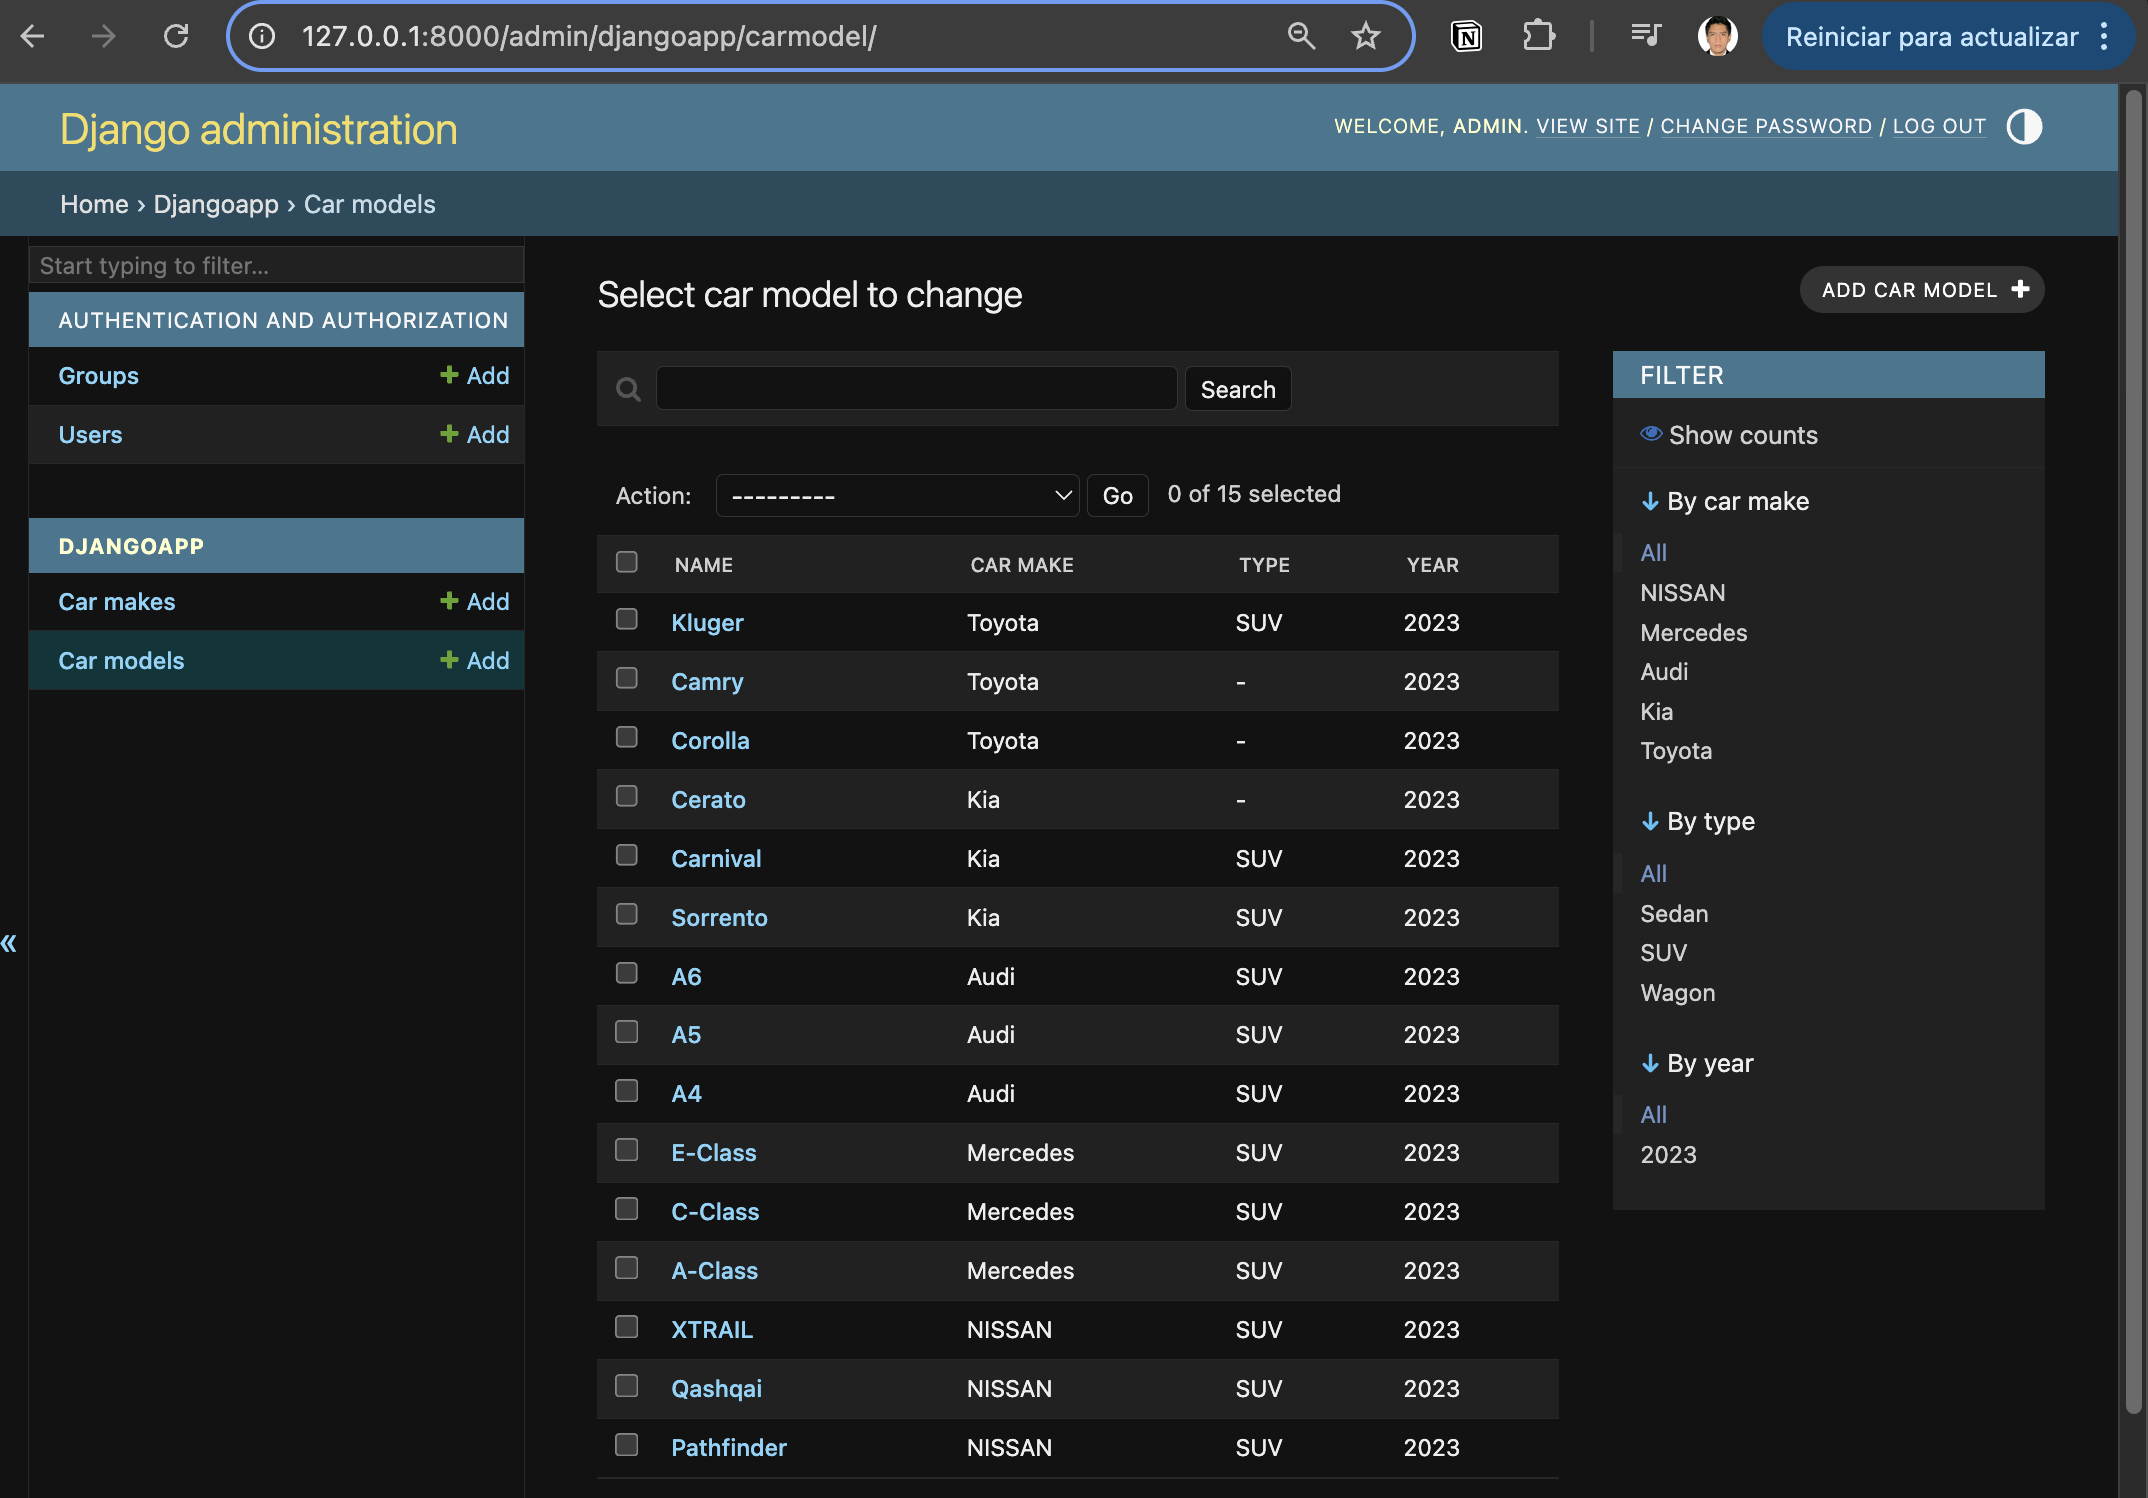 127.0.0.1:8000/admin/djangoapp/carmodel/
Reiniciar para actualizar
Django administration
WELCOME, ADMIN. VIEW SITE / CHANGE PASSWORD / LOG OUT
Home › Djangoapp › Car models
Start typing to filter...
AUTHENTICATION AND AUTHORIZATION
Groups + Add
Users + Add
DJANGOAPP
Car makes + Add
Car models + Add
«
Select car model to change
ADD CAR MODEL +
Search
Action: --------- Go 0 of 15 selected
NAME CAR MAKE TYPE YEAR
Kluger Toyota SUV 2023
Camry Toyota - 2023
Corolla Toyota - 2023
Cerato Kia - 2023
Carnival Kia SUV 2023
Sorrento Kia SUV 2023
A6 Audi SUV 2023
A5 Audi SUV 2023
A4 Audi SUV 2023
E-Class Mercedes SUV 2023
C-Class Mercedes SUV 2023
A-Class Mercedes SUV 2023
XTRAIL NISSAN SUV 2023
Qashqai NISSAN SUV 2023
Pathfinder NISSAN SUV 2023
FILTER
Show counts
↓ By car make
All
NISSAN
Mercedes
Audi
Kia
Toyota
↓ By type
All
Sedan
SUV
Wagon
↓ By year
All
2023